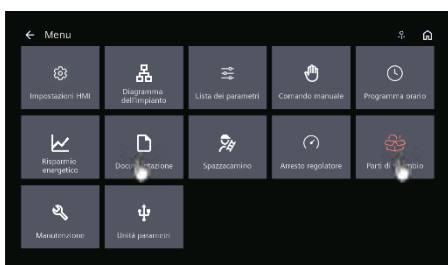 Menu
Impostazioni HMI
Diagramma
dell'impianto
Lista dei parametri
Comando manuale
Programma orario
Risparmio
energetico
Spazzacamino
Arresto regolatore
Parti di
Manutenzione
Unità parametri